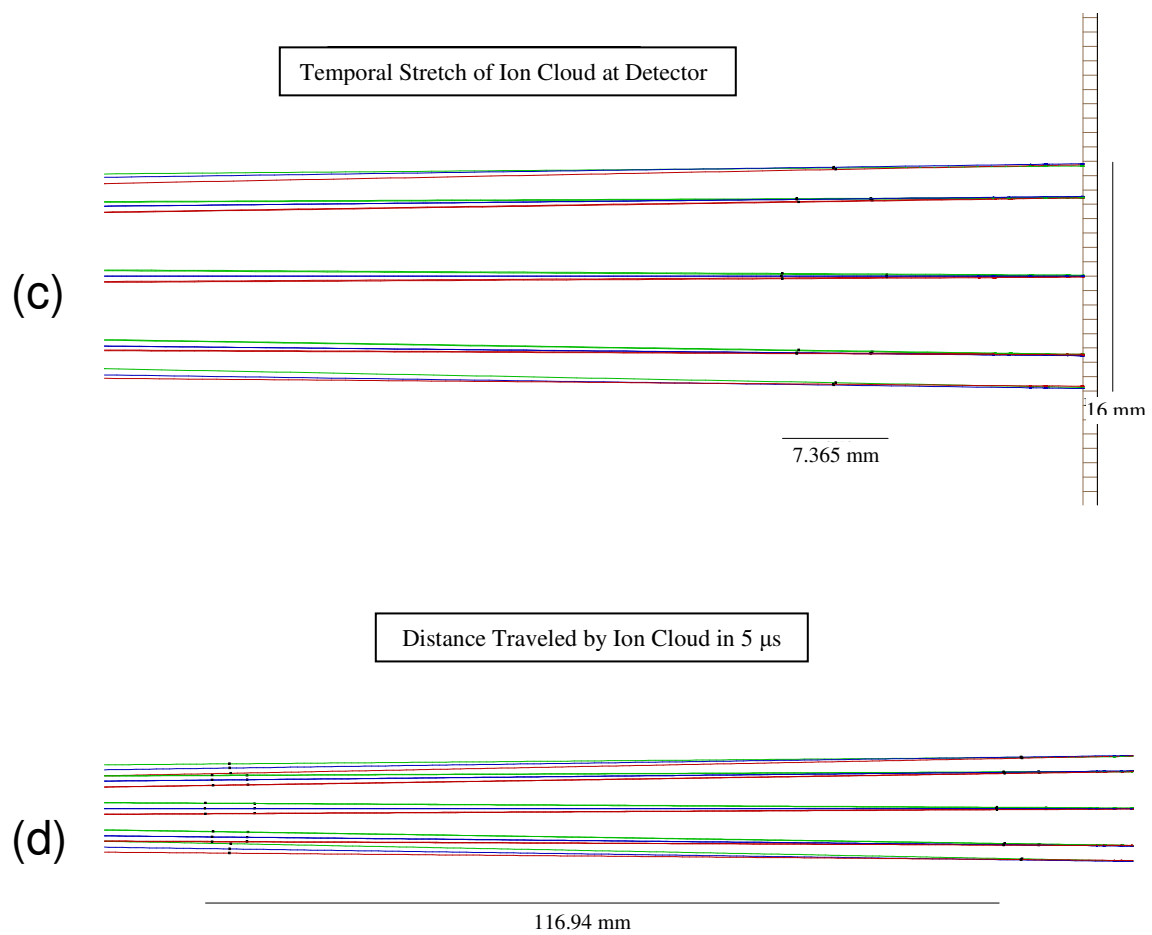 Temporal Stretch of Ion Cloud at Detector
(c)
16 mm
7.365 mm
Distance Traveled by Ion Cloud in 5 μs
(d)
116.94 mm